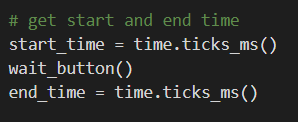 # get start and end time
start_time = time.ticks_ms()
wait_button()
end_time = time.ticks_ms()